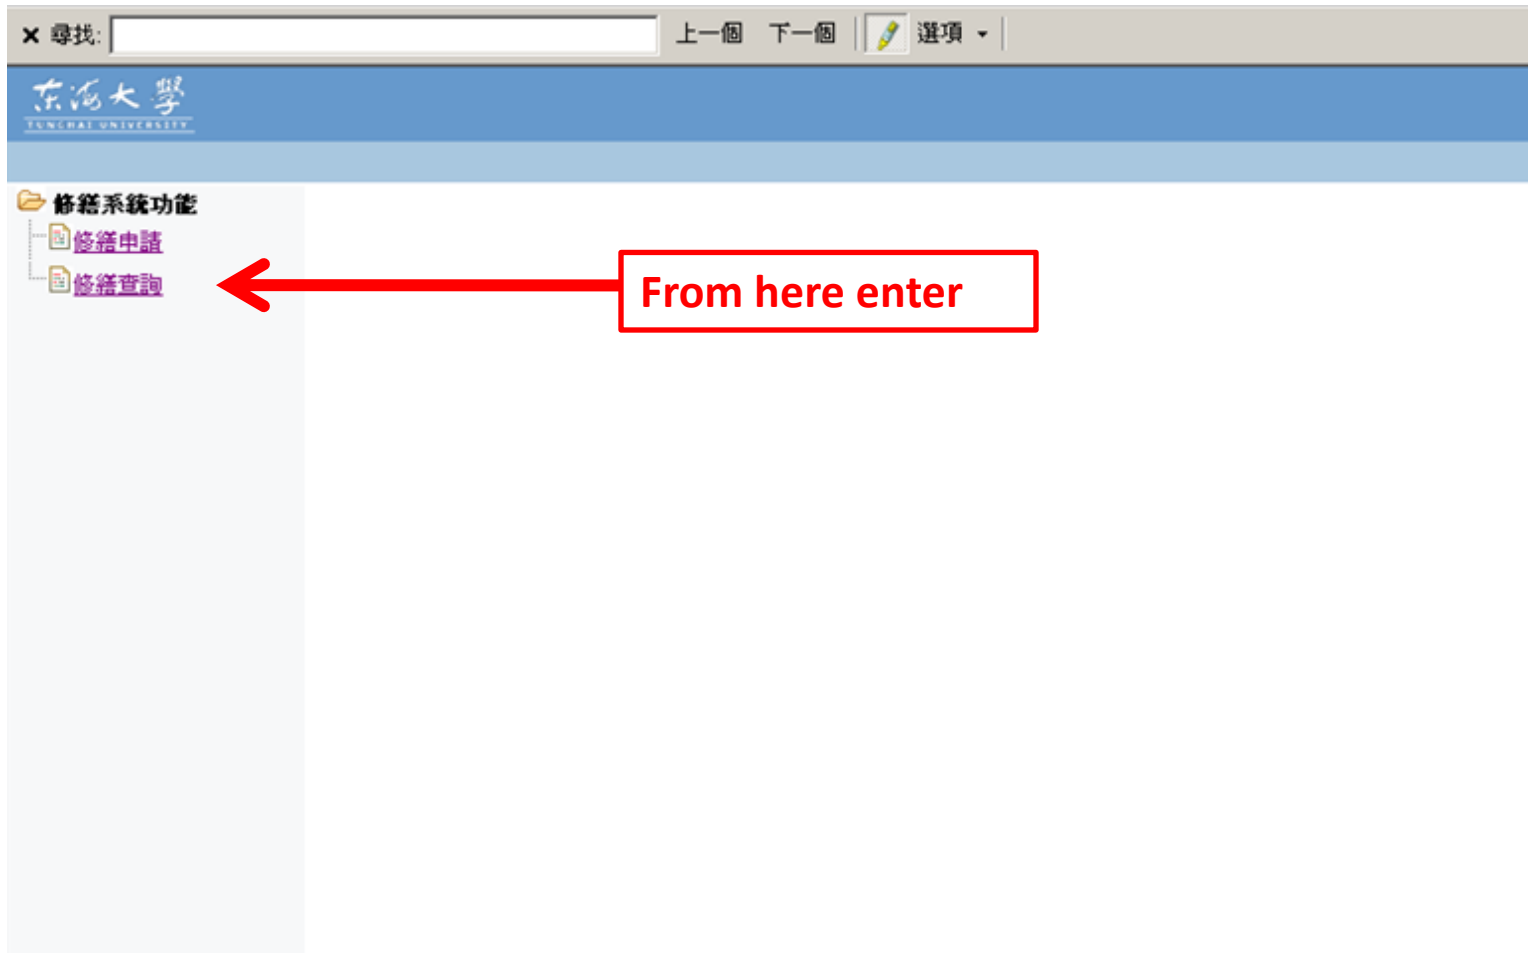 × 尋找: 上一個 下一個 選項
东海大學
TUNGHAI UNIVERSITY
修繕系統功能
修繕申請
修繕查詢
From here enter